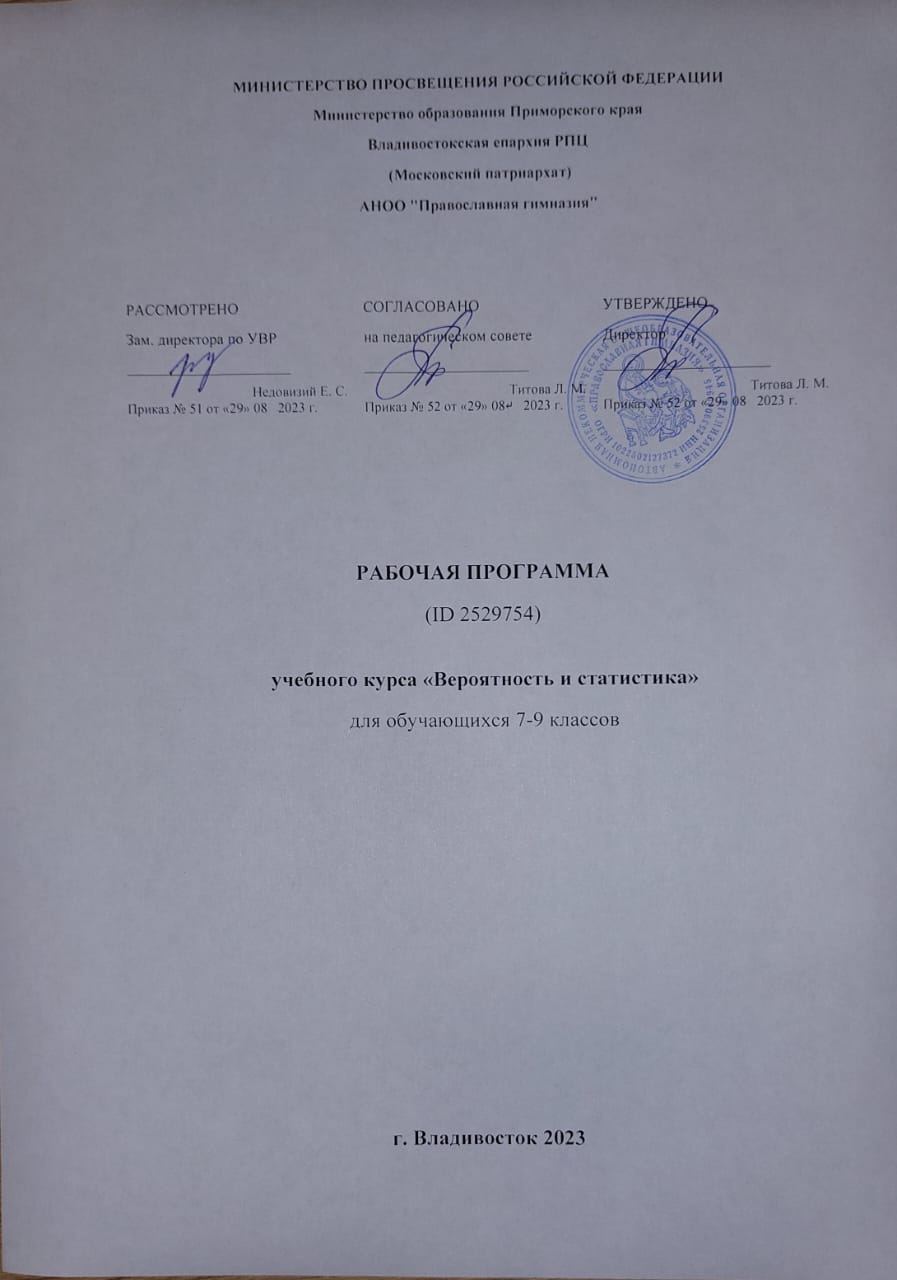 МИНИСТЕРСТВО ПРОСВЕЩЕНИЯ РОССИЙСКОЙ ФЕДЕРАЦИИ
Министерство образования Приморского края
Владивостокская епархия РПЦ
(Московский патриархат)
АНОО "Православная гимназия"
РАССМОТРЕНО
Зам. директора по УВР
Недовизий Е. С.
Приказ № 51 от «29» 08 2023 г.
СОГЛАСОВАНО
на педагогическом совете
Титова Л. М.
Приказ № 52 от «29» 08↵ 2023 г.
УТВЕРЖДЕНО
Директор
Титова Л. М.
Приказ № 52 от «29» 08 2023 г.
РАБОЧАЯ ПРОГРАММА
(ID 2529754)
учебного курса «Вероятность и статистика»
для обучающихся 7-9 классов
г. Владивосток 2023